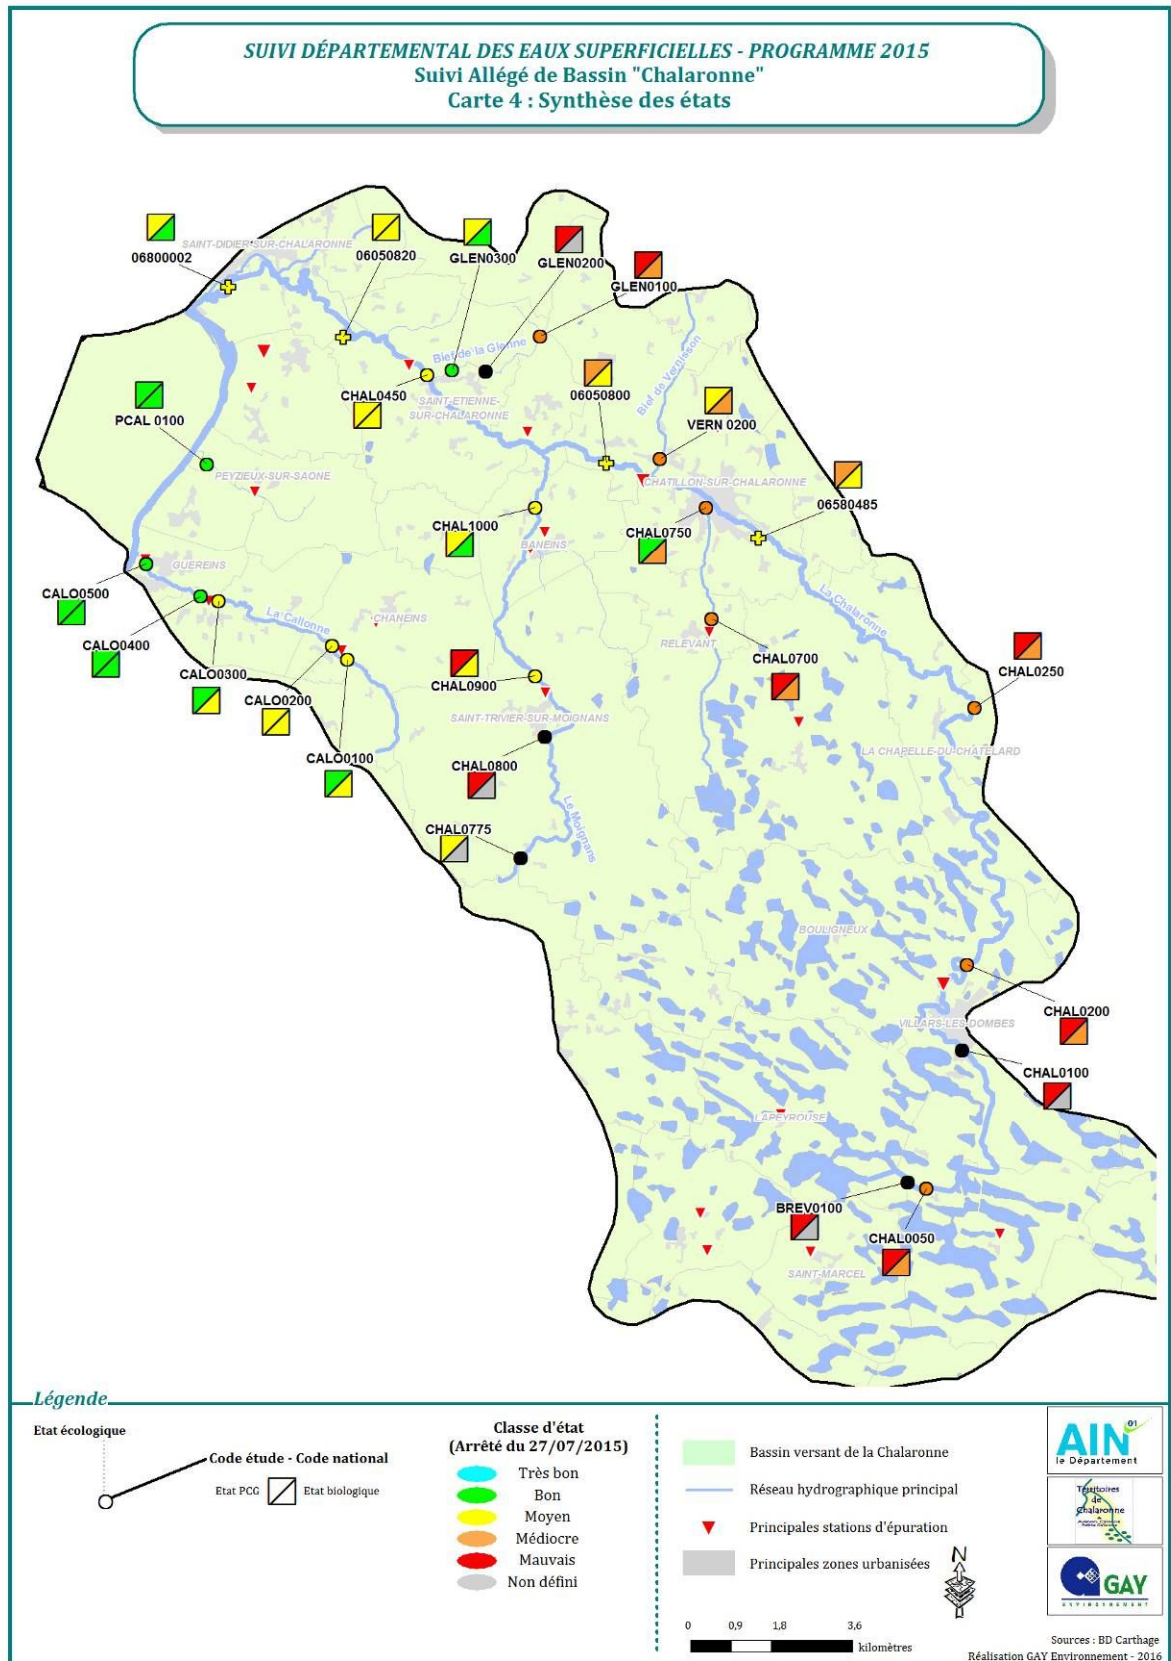 SUIVI DÉPARTEMENTAL DES EAUX SUPERFICIELLES - PROGRAMME 2015
Suivi Allégé de Bassin "Chalaronne"
Carte 4 : Synthèse des états
06800002
SAINT-DIDIER-SUR-CHALARONNE
06050820
GLEN0300
GLEN0200
GLEN0100
Bief de la Glenne
Bief de Vernisson
CHAL0450
SAINT-ETIENNE-
SUR-CHALARONNE
06050800
VERN 0200
PCAL 0100
PEYZIEUX-SUR-SAONE
CHATILLON-SUR-CHALARONNE
06580485
CHAL1000
BANEINS
CHAL0750
GUEREINS
CALO0500
La Callonne
CHANEINS
La Chalaronne
CALO0400
RELEVANT
CHAL0700
CHAL0250
CALO0300
CALO0200
CHAL0900
SAINT-TRIVIER-SUR-MOIGNANS
LA CHAPELLE-DU-CHATELARD
CALO0100
CHAL0800
Le Moignans
CHAL0775
BOULIGNEUX
CHAL0200
VILLARS-LES-DOMBES
CHAL0100
LAPEYROUSE
BREV0100
CHAL0050
SAINT-MARCEL
Légende
Etat écologique
Code étude - Code national
Etat PCG
Etat biologique
Classe d'état
(Arrêté du 27/07/2015)
Très bon
Bon
Moyen
Médiocre
Mauvais
Non défini
Bassin versant de la Chalaronne
Réseau hydrographique principal
Principales stations d'épuration
Principales zones urbanisées
N
0 0,9 1,8 3,6
kilomètres
AIN 01
le Département
Territoires
de
Chalaronne
GAY
ENVIRONNEMENT
Sources : BD Carthage
Réalisation GAY Environnement - 2016